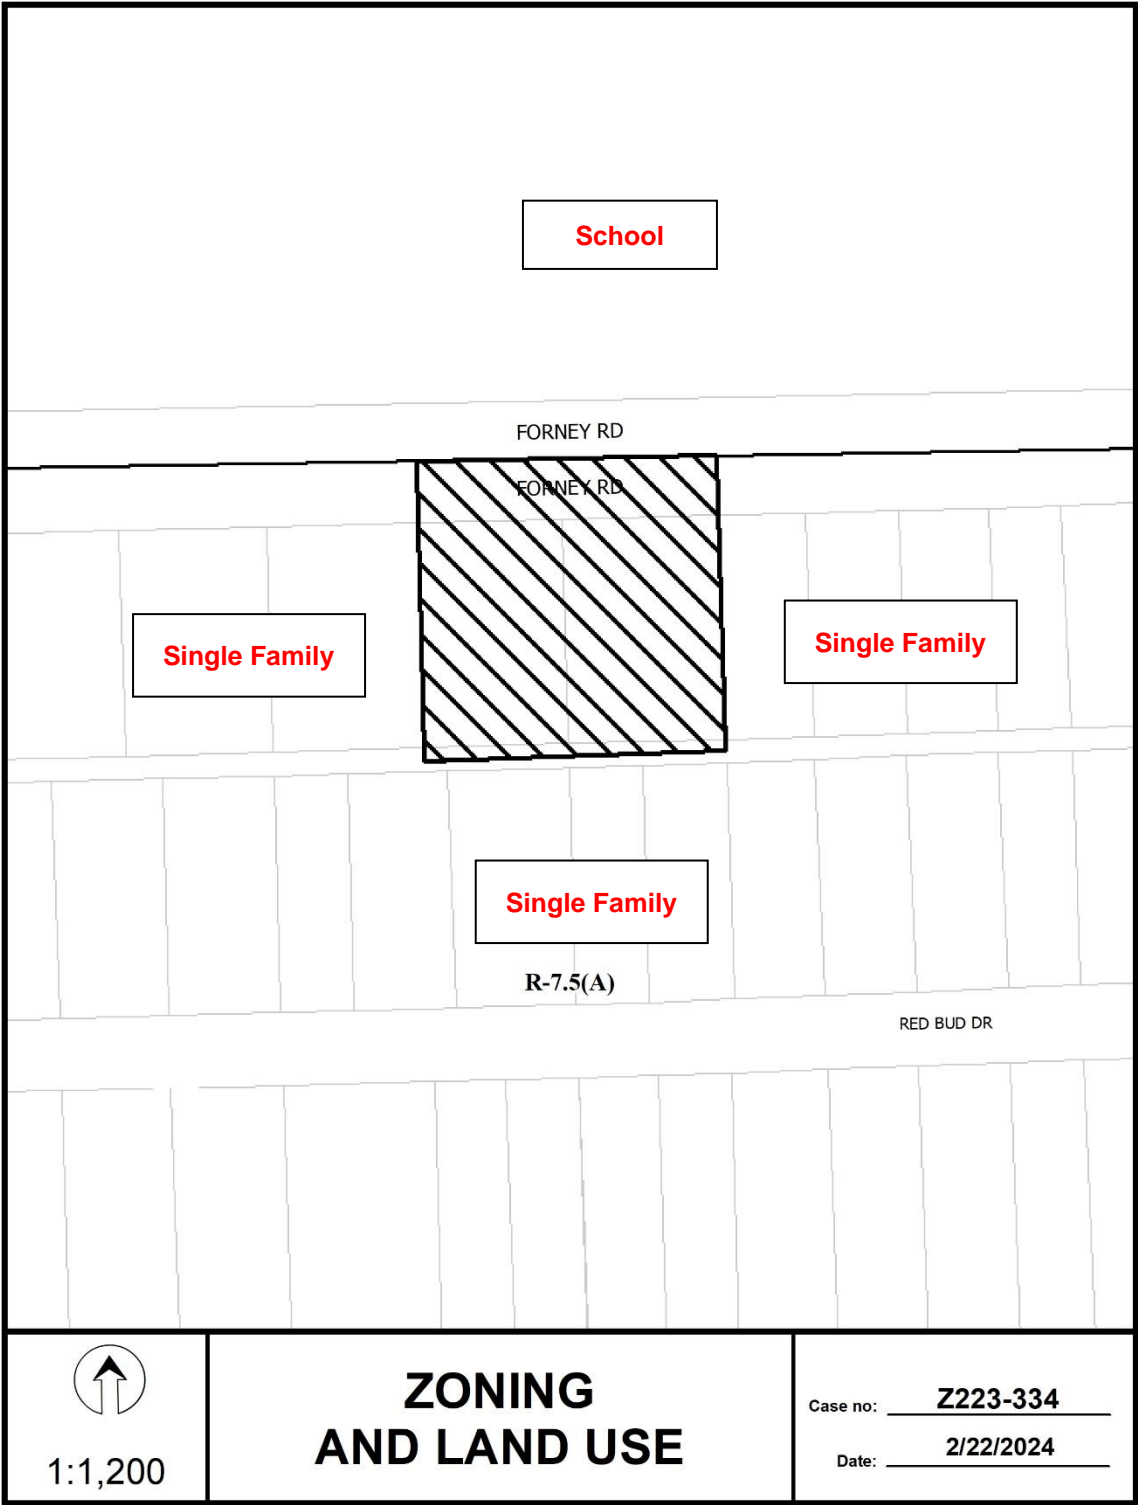 School
FORNEY RD
FORNEY RD
Single Family
Single Family
Single Family
R-7.5(A)
RED BUD DR
1:1,200
ZONING
AND LAND USE
Case no: Z223-334
Date: 2/22/2024